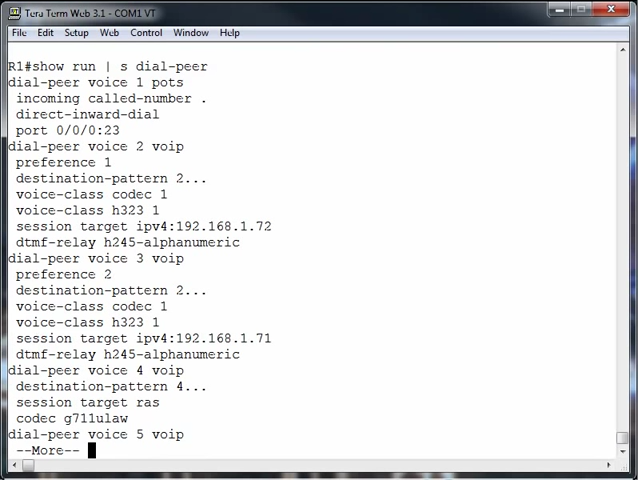 Tera Term Web 3.1 - COM1 VT
File Edit Setup Web Control Window Help
R1#show run | s dial-peer
dial-peer voice 1 pots
 incoming called-number .
 direct-inward-dial
 port 0/0/0:23
dial-peer voice 2 voip
 preference 1
 destination-pattern 2...
 voice-class codec 1
 voice-class h323 1
 session target ipv4:192.168.1.72
 dtmf-relay h245-alphanumeric
dial-peer voice 3 voip
 preference 2
 destination-pattern 2...
 voice-class codec 1
 voice-class h323 1
 session target ipv4:192.168.1.71
 dtmf-relay h245-alphanumeric
dial-peer voice 4 voip
 destination-pattern 4...
 session target ras
 codec g711ulaw
dial-peer voice 5 voip
 --More--